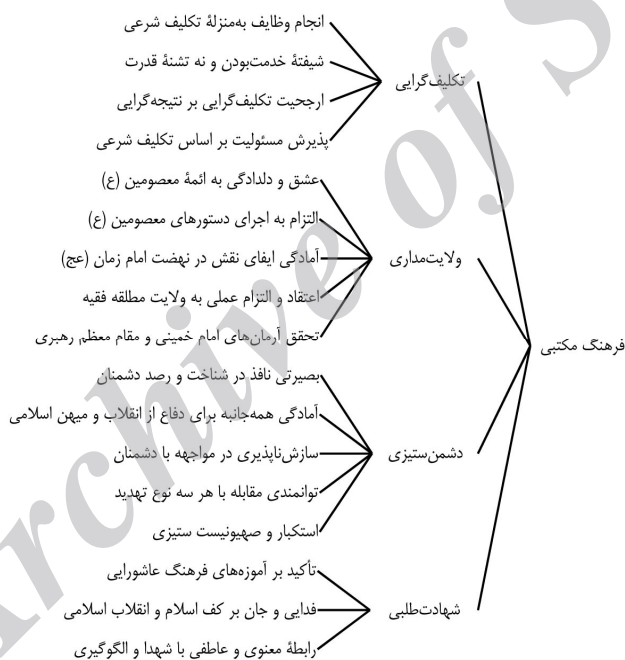 فرهنگ مکتبی
تکلیف‌گرایی
انجام وظایف به‌منزلهٔ تکلیف شرعی
شیفتهٔ خدمت‌بودن و نه تشنهٔ قدرت
ارجحیت تکلیف‌گرایی بر نتیجه‌گرایی
پذیرش مسئولیت بر اساس تکلیف شرعی
ولایت‌مداری
عشق و دلدادگی به ائمهٔ معصومین (ع)
التزام به اجرای دستورهای معصومین (ع)
آمادگی ایفای نقش در نهضت امام زمان (عج)
اعتقاد و التزام عملی به ولایت مطلقه فقیه
تحقق آرمان‌های امام خمینی و مقام معظم رهبری
دشمن‌ستیزی
بصیرتی نافذ در شناخت و رصد دشمنان
آمادگی همه‌جانبه برای دفاع از انقلاب و میهن اسلامی
سازش‌ناپذیری در مواجهه با دشمنان
توانمندی مقابله با هر سه نوع تهدید
استکبار و صهیونیست ستیزی
شهادت‌طلبی
تأکید بر آموزه‌های فرهنگ عاشورایی
فدایی و جان بر کف اسلام و انقلاب اسلامی
رابطهٔ معنوی و عاطفی با شهدا و الگوگیری
Archive of S